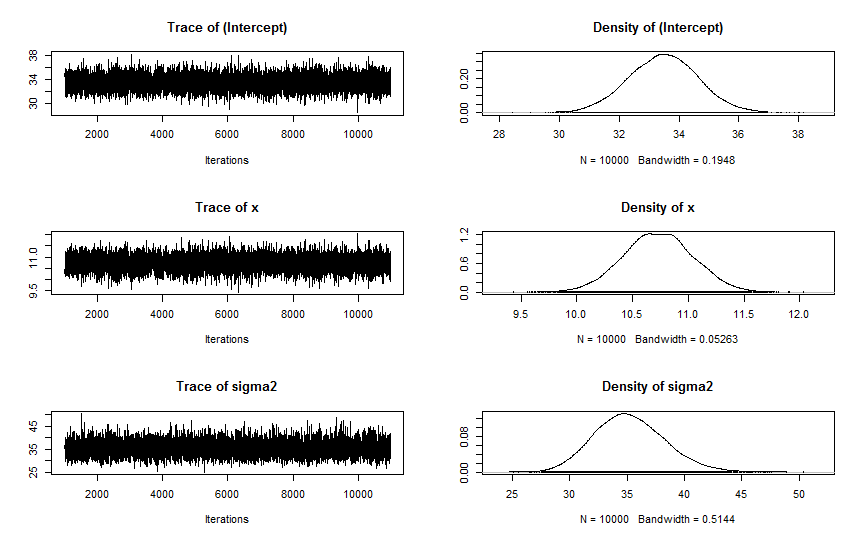 Trace of (Intercept)
30 34 38
2000 4000 6000 8000 10000
Iterations
Density of (Intercept)
0.00 0.20
28 30 32 34 36 38
N = 10000 Bandwidth = 0.1948
Trace of x
9.5 11.0
2000 4000 6000 8000 10000
Iterations
Density of x
0.0 0.6 1.2
9.5 10.0 10.5 11.0 11.5 12.0
N = 10000 Bandwidth = 0.05263
Trace of sigma2
25 35 45
2000 4000 6000 8000 10000
Iterations
Density of sigma2
0.00 0.08
25 30 35 40 45 50
N = 10000 Bandwidth = 0.5144